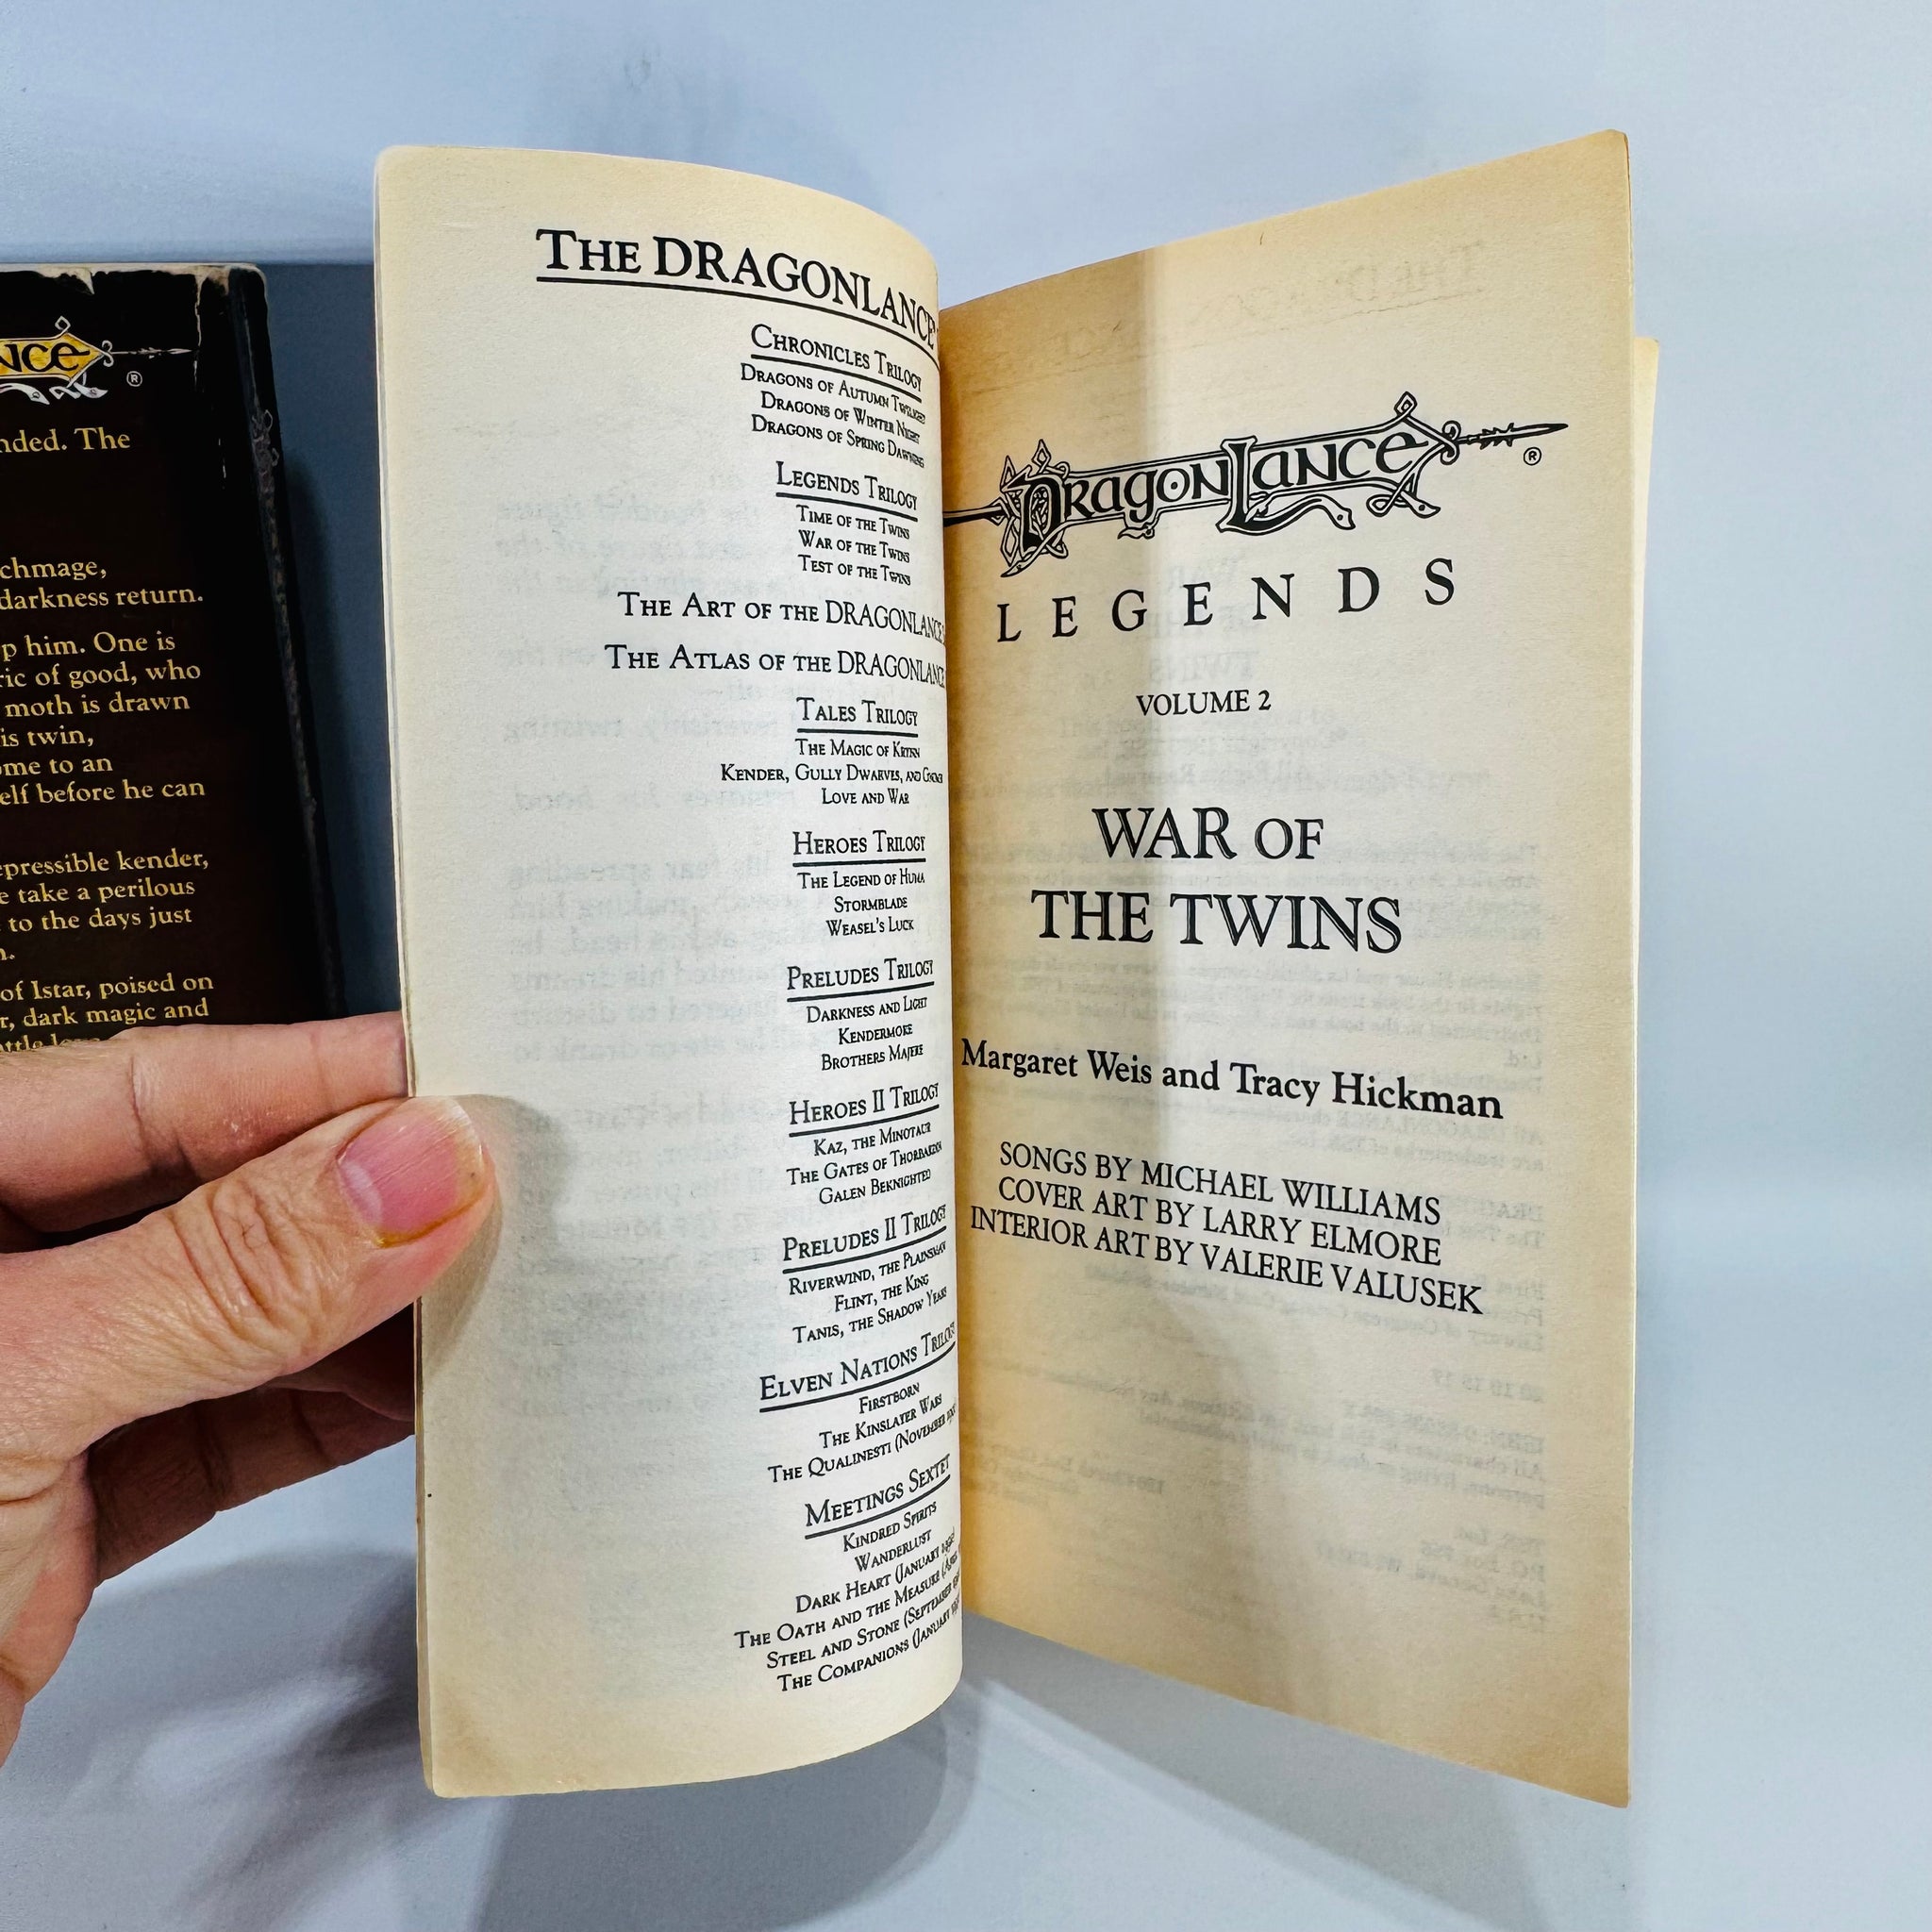 nce®
nded. The
chmage,
darkness return.
p him. One is
ric of good, who
moth is drawn
is twin,
ome to an
elf before he can
epressible kender,
e take a perilous
to the days just
n.
of Istar, poised on
r, dark magic and
THE DRAGONLANCE
CHRONICLES TRILOGY
DRAGONS OF AUTUMN TWILIGHT
DRAGONS OF WINTER NIGHT
DRAGONS OF SPRING DAWNING
LEGENDS TRILOGY
TIME OF THE TWINS
WAR OF THE TWINS
TEST OF THE TWINS
THE ART OF THE DRAGONLANCE
THE ATLAS OF THE DRAGONLANCE
TALES TRILOGY
THE MAGIC OF KRYNN
KENDER, GULLY DWARVES, AND GNOMES
LOVE AND WAR
HEROES TRILOGY
THE LEGEND OF HUMA
STORMBLADE
WEASEL'S LUCK
PRELUDES TRILOGY
DARKNESS AND LIGHT
KENDERMORE
BROTHERS MAJERE
HEROES II TRILOGY
KAZ, THE MINOTAUR
THE GATES OF THORBARDIN
GALEN BEKNIGHTED
PRELUDES II TRILOGY
RIVERWIND, THE PLAINSMAN
FLINT, THE KING
TANIS, THE SHADOW YEARS
ELVEN NATIONS TRILOGY
FIRSTBORN
THE KINSLAYER WARS
THE QUALINESTI (NOVEMBER
MEETINGS SEXTET
KINDRED SPIRITS
WANDERLUST
DARK HEART (JANUARY
THE OATH AND THE MEASURE
STEEL AND STONE (SEPTEMBER
THE COMPANIONS (JANUARY
DRAGONLANCE®
LEGENDS
VOLUME 2
WAR OF
THE TWINS
Margaret Weis and Tracy Hickman
SONGS BY MICHAEL WILLIAMS
COVER ART BY LARRY ELMORE
INTERIOR ART BY VALERIE VALUSEK